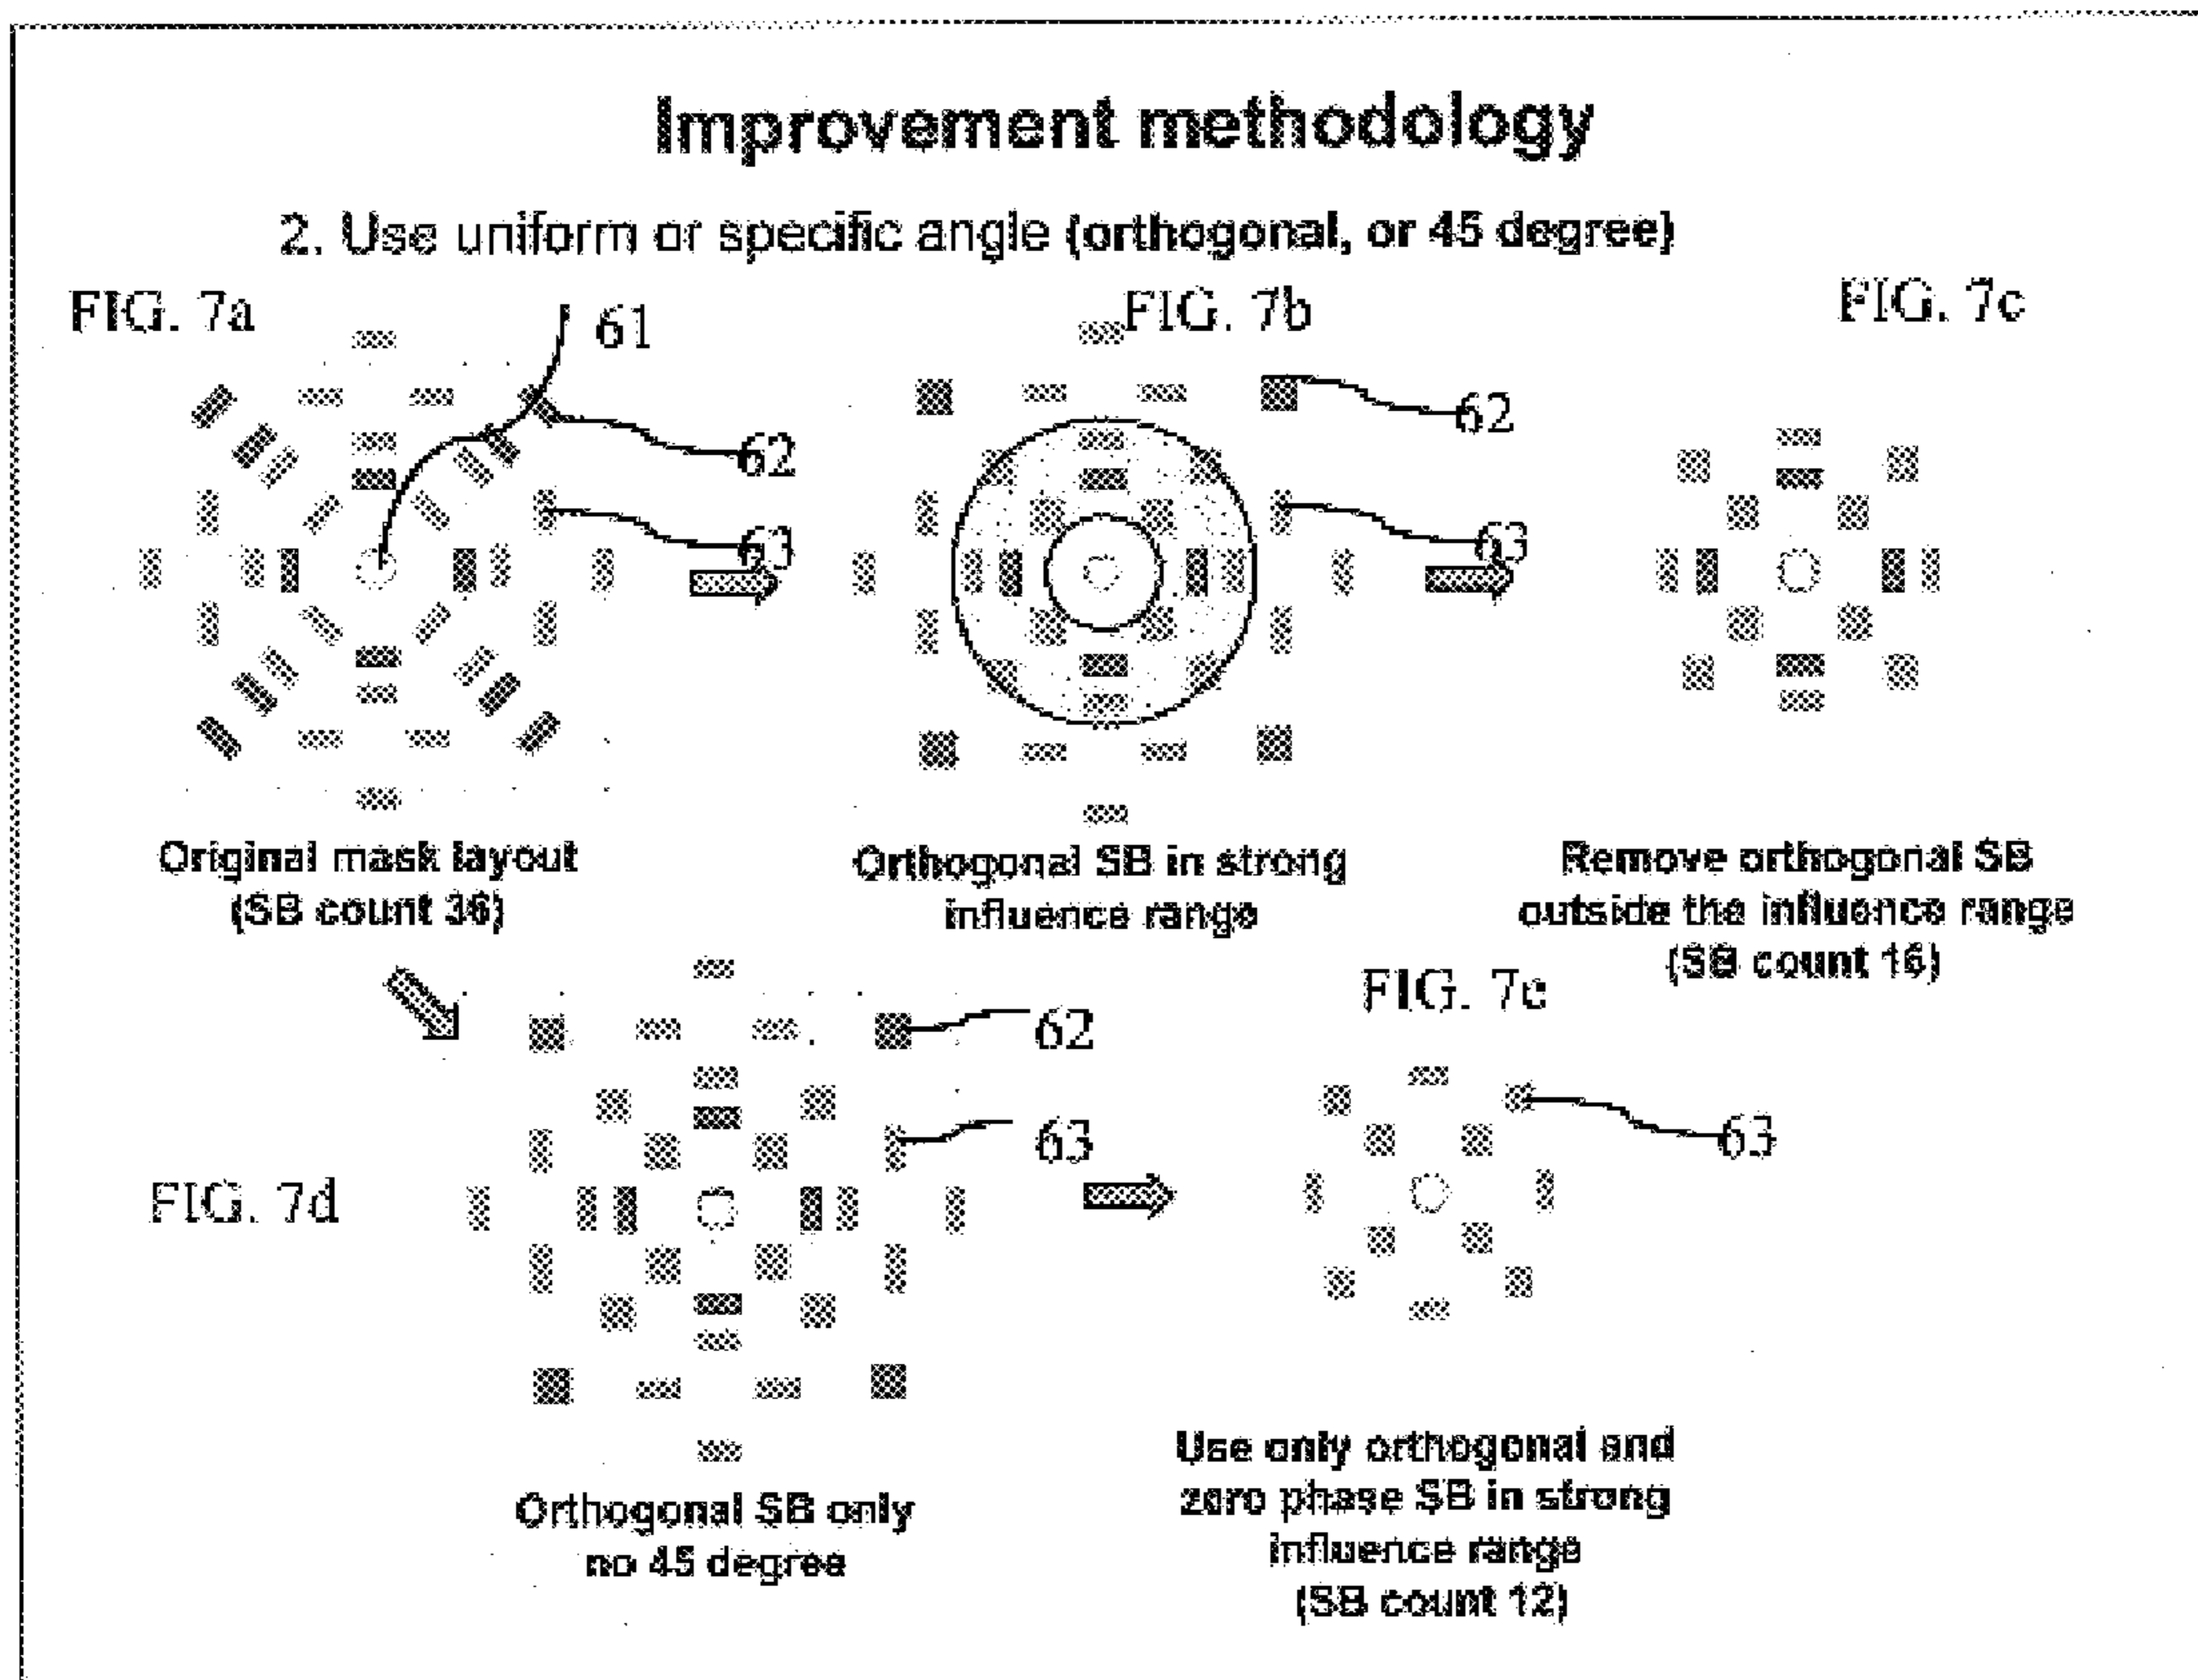 Improvement methodology
2. Use uniform or specific angle (orthogonal, or 45 degree)
FIG. 7a
61
FIG. 7b
FIG. 7c
62
62
63
63
Original mask layout
(SB count 36)
Orthogonal SB in strong
influence range
Remove orthogonal SB
outside the influence range
(SB count 16)
FIG. 7e
62
63
63
FIG. 7d
Orthogonal SB only
no 45 degree
Use only orthogonal and
zero phase SB in strong
influence range
(SB count 12)